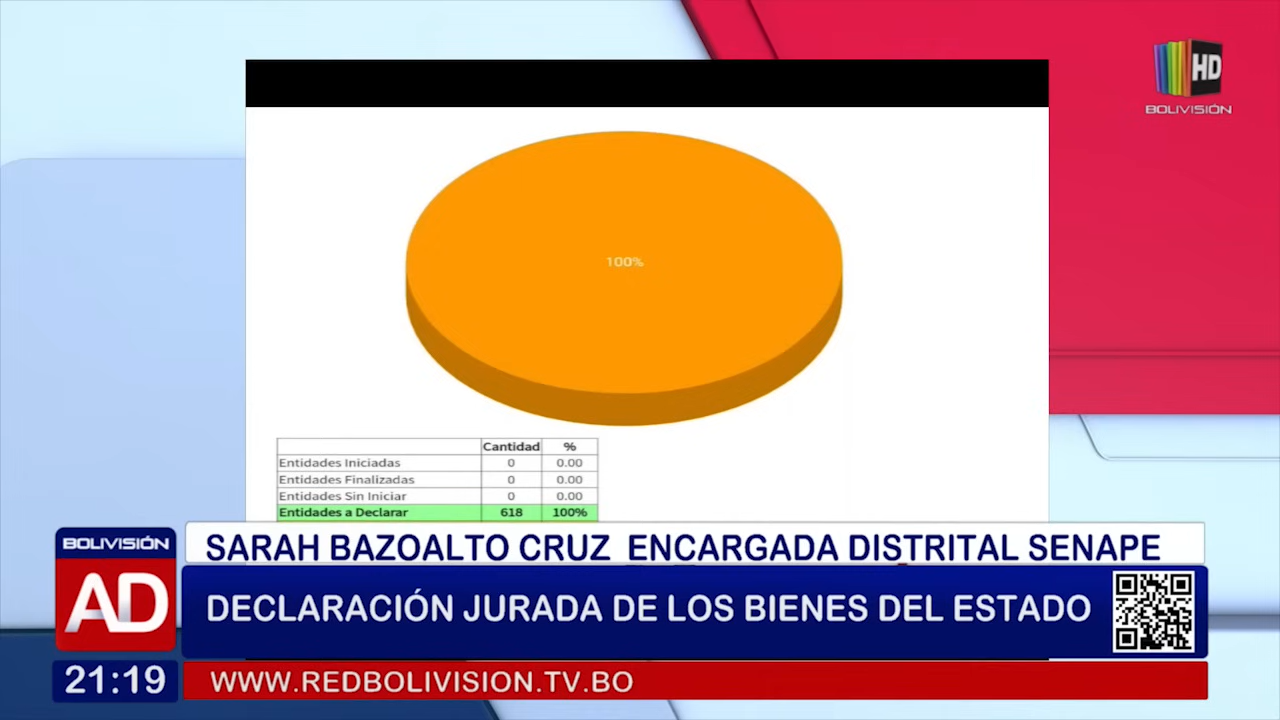 HD
BOLIVISIÓN
100%
Cantidad %
Entidades Iniciadas 0 0.00
Entidades Finalizadas 0 0.00
Entidades Sin Iniciar 0 0.00
Entidades a Declarar 618 100%
BOLIVISIÓN
AD
SARAH BAZOALTO CRUZ ENCARGADA DISTRITAL SENAPE
DECLARACIÓN JURADA DE LOS BIENES DEL ESTADO
21:19
WWW.REDBOLIVISION.TV.BO